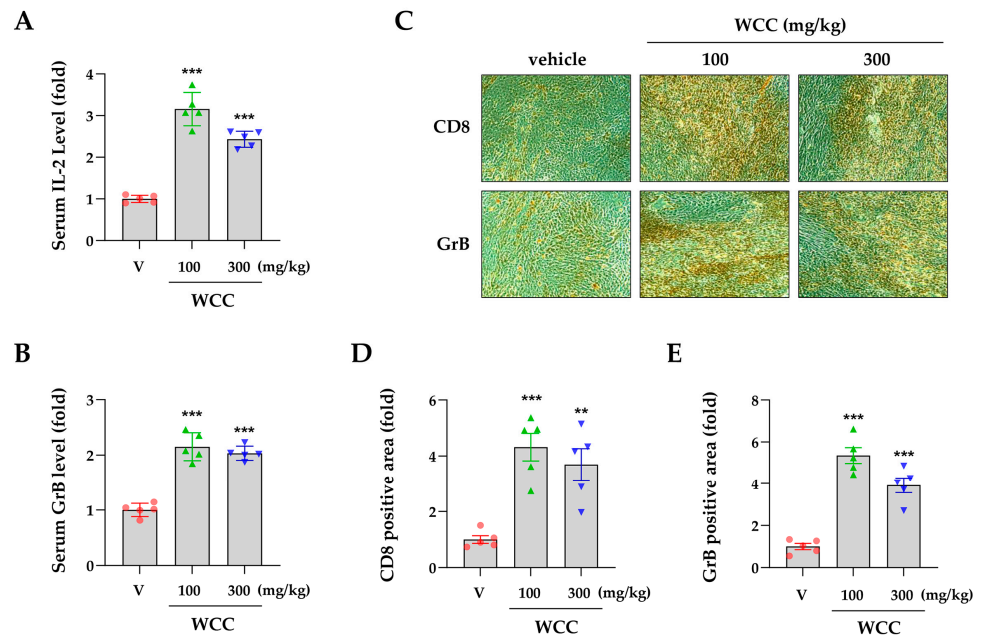 A
Serum IL-2 Level (fold)
4
3
2
1
0
***
***
V 100 300 (mg/kg)
WCC
C
WCC (mg/kg)
vehicle 100 300
CD8
GrB
B
Serum GrB level (fold)
3
2
1
0
***
***
V 100 300 (mg/kg)
WCC
D
CD8 positive area (fold)
6
4
2
0
***
**
V 100 300 (mg/kg)
WCC
E
GrB positive area (fold)
8
6
4
2
0
***
***
V 100 300 (mg/kg)
WCC